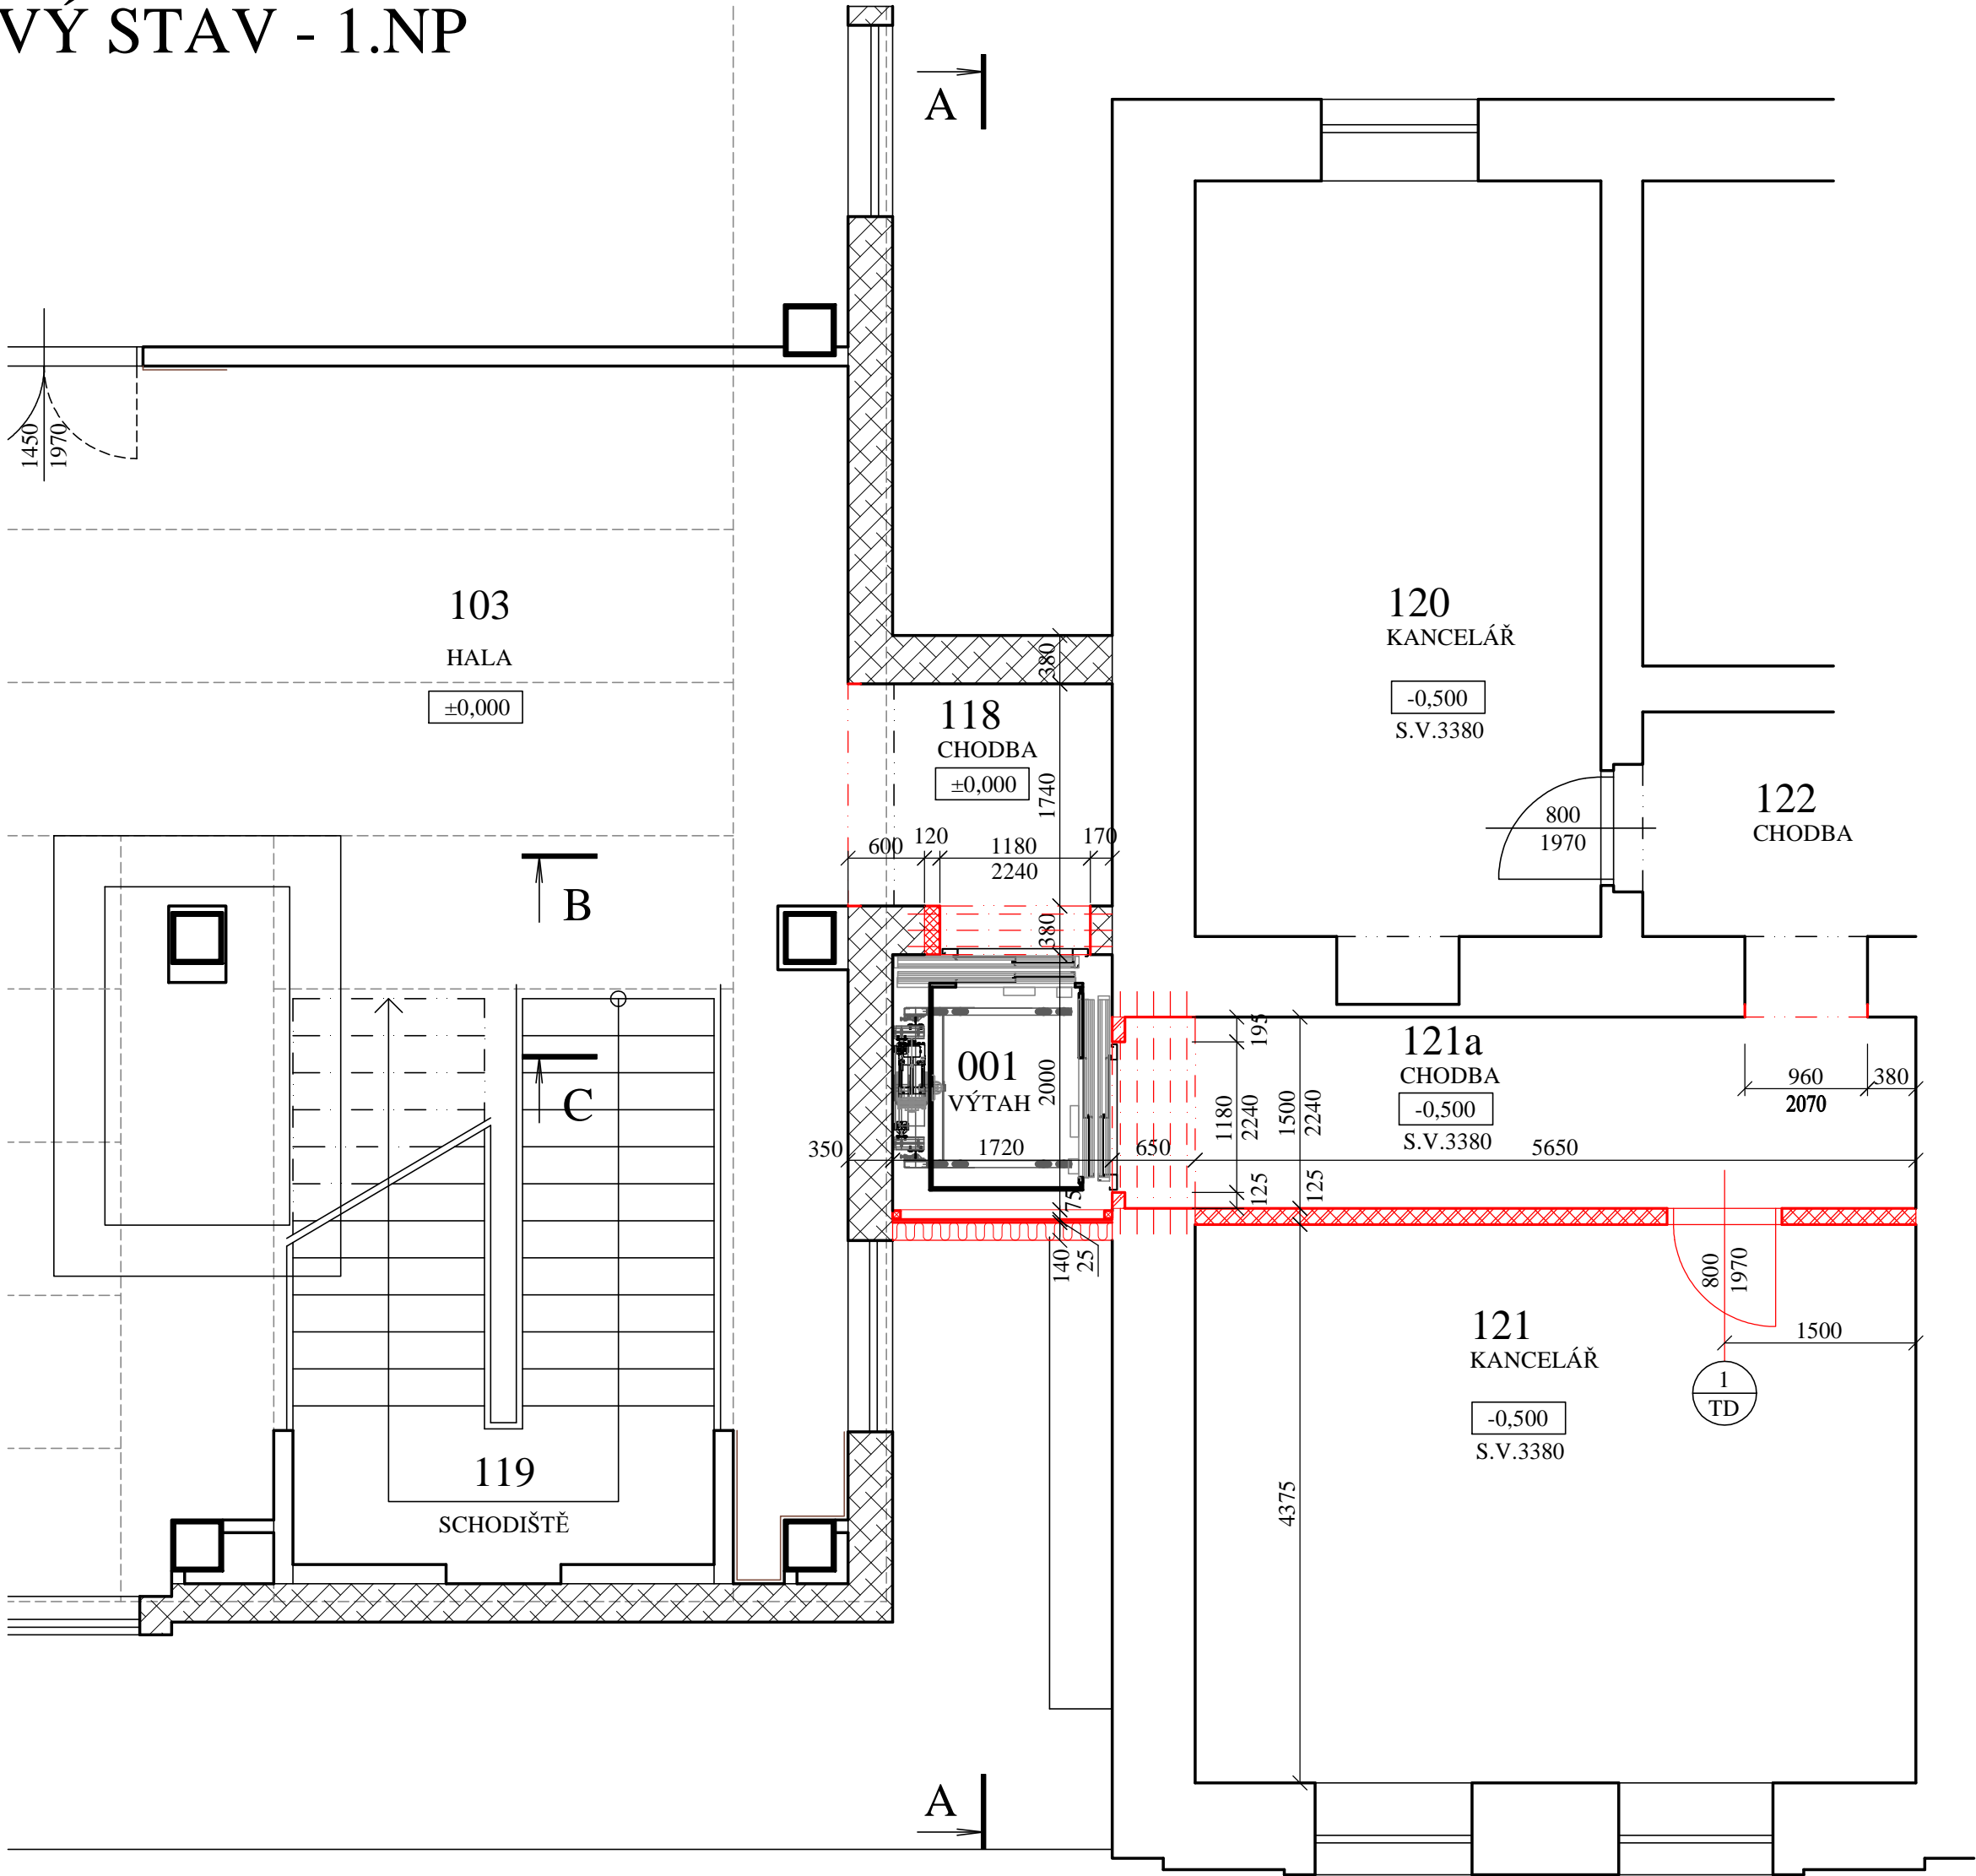 VÝ STAV - 1.NP
A
1450
1970
103
HALA
±0,000
120
KANCELÁŘ
-0,500
S.V.3380
380
118
CHODBA
±0,000
1740
122
CHODBA
800
1970
600
120
1180
2240
170
B
380
C
001
VÝTAH
2000
350
1720
650
75
140
25
195
1180
2240
125
1500
2240
125
121a
CHODBA
-0,500
S.V.3380
960
2070
380
5650
800
1970
1500
1
TD
121
KANCELÁŘ
-0,500
S.V.3380
4375
119
SCHODIŠTĚ
A